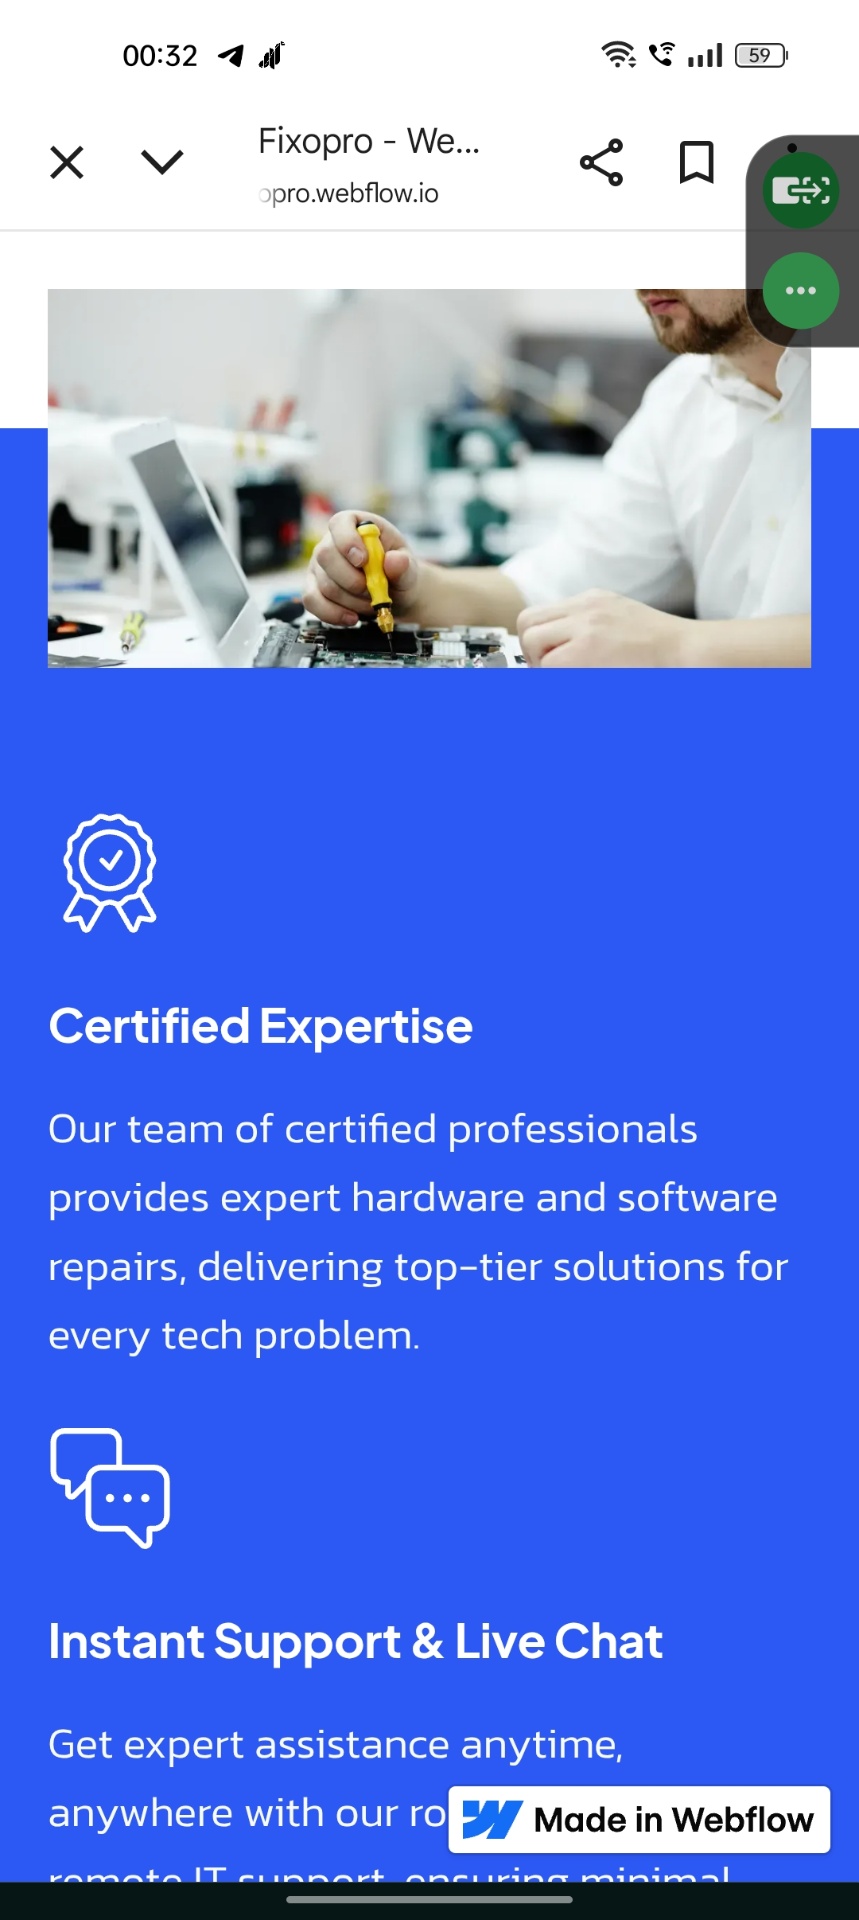 00:32
59
Fixopro - We...
opro.webflow.io
Certified Expertise
Our team of certified professionals
provides expert hardware and software
repairs, delivering top-tier solutions for
every tech problem.
Instant Support & Live Chat
Get expert assistance anytime,
anywhere with our ro
Made in Webflow
remote IT support, ensuring minimal